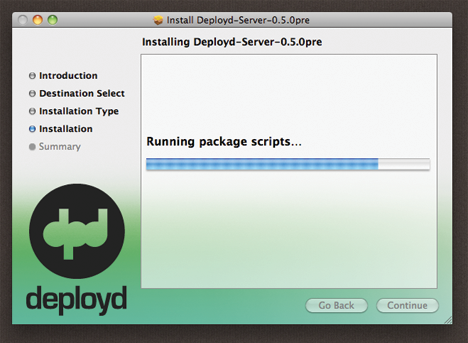 Install Deployd-Server-0.5.0pre
Installing Deployd-Server-0.5.0pre
Introduction
Destination Select
Installation Type
Installation
Summary
Running package scripts...
dpd
deployd
Go Back
Continue